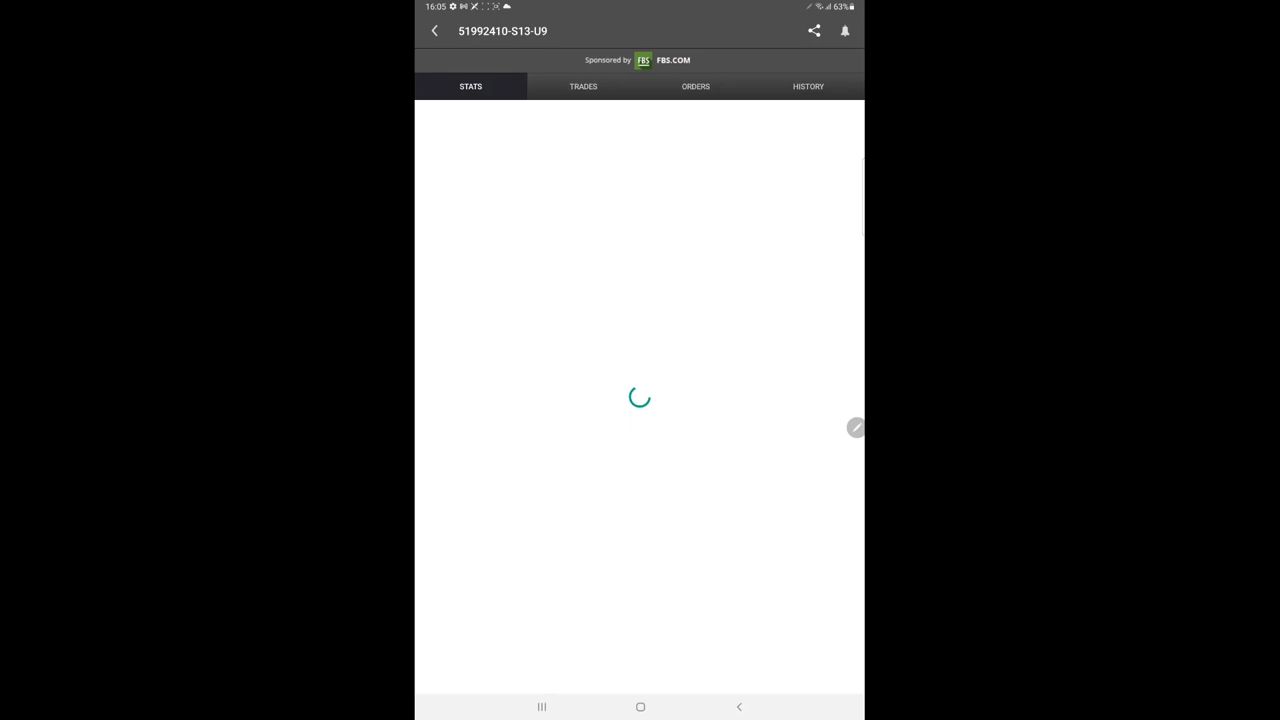 16:05 63%
51992410-S13-U9
Sponsored by FBS FBS.COM
STATS TRADES ORDERS HISTORY